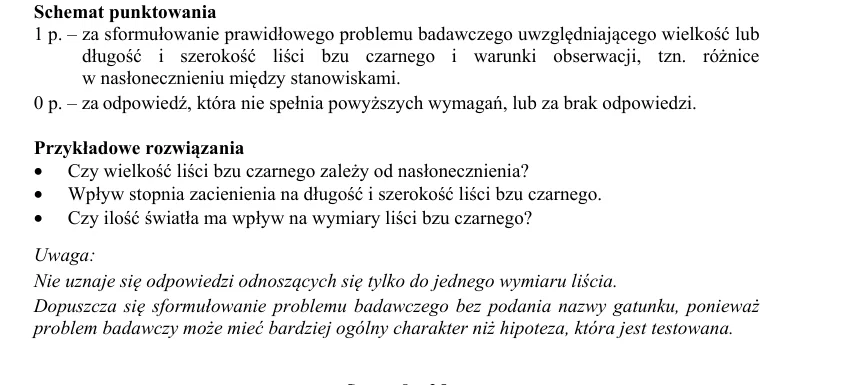 Schemat punktowania
1 p. – za sformułowanie prawidłowego problemu badawczego uwzględniającego wielkość lub
długość i szerokość liści bzu czarnego i warunki obserwacji, tzn. różnice
w nasłonecznieniu między stanowiskami.
0 p. – za odpowiedź, która nie spełnia powyższych wymagań, lub za brak odpowiedzi.
Przykładowe rozwiązania
• Czy wielkość liści bzu czarnego zależy od nasłonecznienia?
• Wpływ stopnia zacienienia na długość i szerokość liści bzu czarnego.
• Czy ilość światła ma wpływ na wymiary liści bzu czarnego?
Uwaga:
Nie uznaje się odpowiedzi odnoszących się tylko do jednego wymiaru liścia.
Dopuszcza się sformułowanie problemu badawczego bez podania nazwy gatunku, ponieważ
problem badawczy może mieć bardziej ogólny charakter niż hipoteza, która jest testowana.